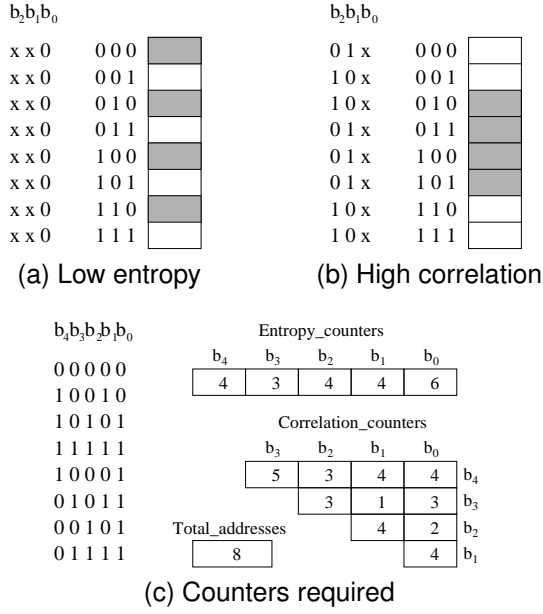 b₂b₁b₀ b₂b₁b₀
x x 0 0 0 0 0 1 x 0 0 0
x x 0 0 0 1 1 0 x 0 0 1
x x 0 0 1 0 1 0 x 0 1 0
x x 0 0 1 1 0 1 x 0 1 1
x x 0 1 0 0 0 1 x 1 0 0
x x 0 1 0 1 0 1 x 1 0 1
x x 0 1 1 0 1 0 x 1 1 0
x x 0 1 1 1 1 0 x 1 1 1
(a) Low entropy (b) High correlation
b₄b₃b₂b₁b₀
0 0 0 0 0
1 0 0 1 0
1 0 1 0 1
1 1 1 1 1
1 0 0 0 1
0 1 0 1 1
0 0 1 0 1
0 1 1 1 1
Entropy_counters
b₄ b₃ b₂ b₁ b₀
4 3 4 4 6
Correlation_counters
b₃ b₂ b₁ b₀
5 3 4 4 b₄
3 1 3 b₃
4 2 b₂
4 b₁
Total_addresses
8
(c) Counters required